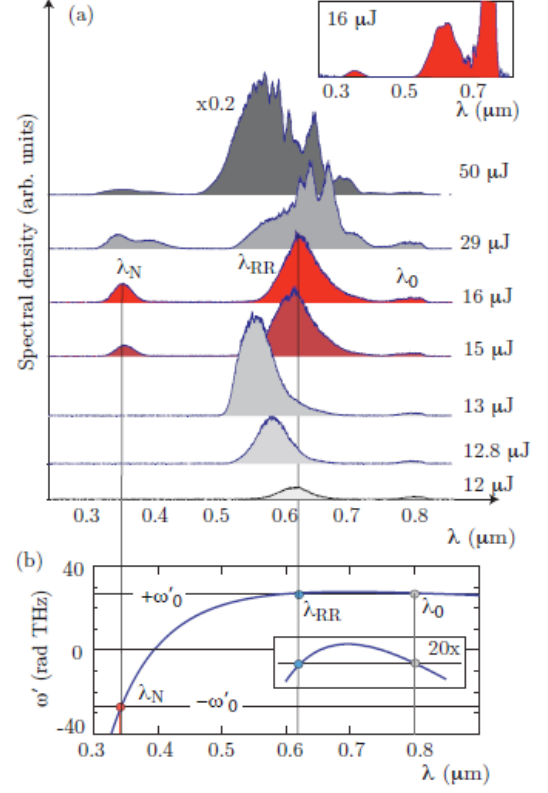 (a)
16 μJ
0.3 0.5 0.7
λ (μm)
x0.2
50 μJ
29 μJ
λN λRR λ0
16 μJ
15 μJ
13 μJ
12.8 μJ
12 μJ
Spectral density (arb. units)
0.3 0.4 0.5 0.6 0.7 0.8
λ (μm)
(b)
40
+ω'0
λRR λ0
0
20x
λN
−ω'0
-40
ω' (rad THz)
0.3 0.4 0.5 0.6 0.7 0.8
λ (μm)